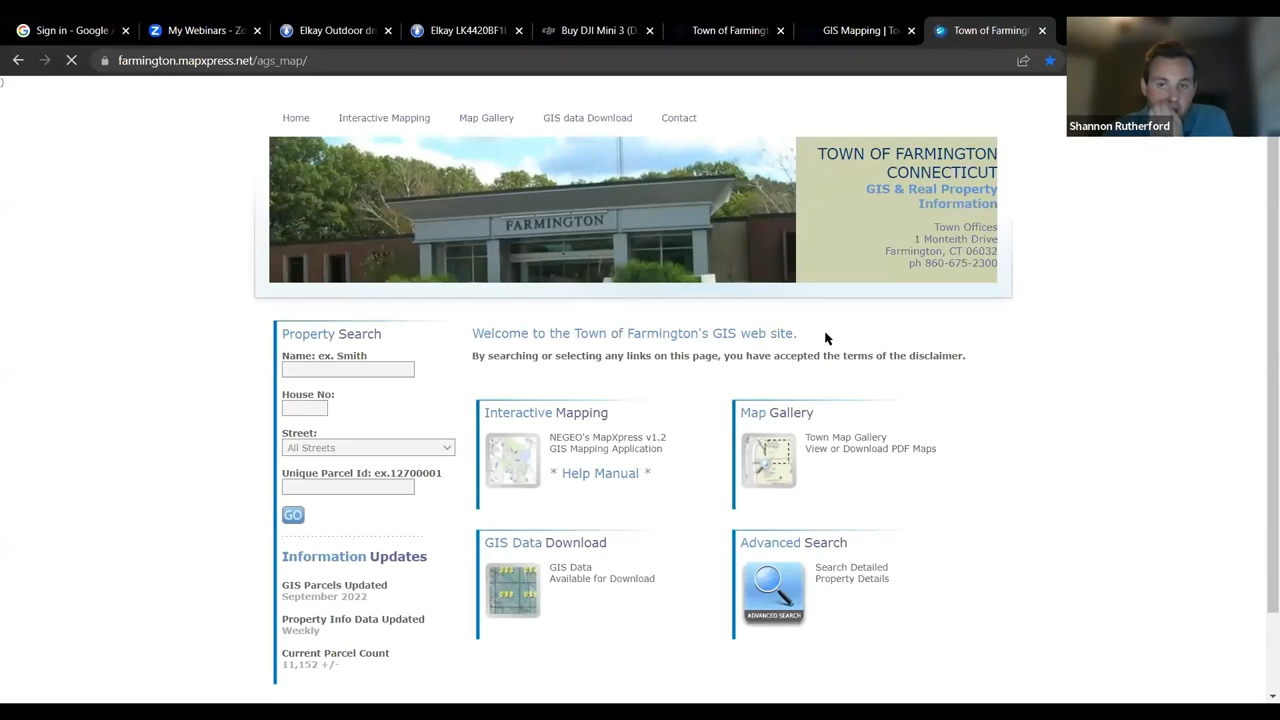 Sign in - Google A
My Webinars - Zo
Elkay Outdoor dr
Elkay LK4420BF1U
Buy DJI Mini 3 (D
Town of Farmingt
GIS Mapping | To
Town of Farmingt
farmington.mapxpress.net/ags_map/
Shannon Rutherford
)
Home
Interactive Mapping
Map Gallery
GIS data Download
Contact
FARMINGTON
TOWN OF FARMINGTON
CONNECTICUT
GIS & Real Property
Information
Town Offices
1 Monteith Drive
Farmington, CT 06032
ph 860-675-2300
Property Search
Name: ex. Smith
House No:
Street:
All Streets
Unique Parcel Id: ex.12700001
GO
Information Updates
GIS Parcels Updated
September 2022
Property Info Data Updated
Weekly
Current Parcel Count
11,152 +/-
Welcome to the Town of Farmington's GIS web site.
By searching or selecting any links on this page, you have accepted the terms of the disclaimer.
Interactive Mapping
NEGEO's MapXpress v1.2
GIS Mapping Application
* Help Manual *
Map Gallery
Town Map Gallery
View or Download PDF Maps
GIS Data Download
GIS Data
Available for Download
Advanced Search
ADVANCED SEARCH
Search Detailed
Property Details